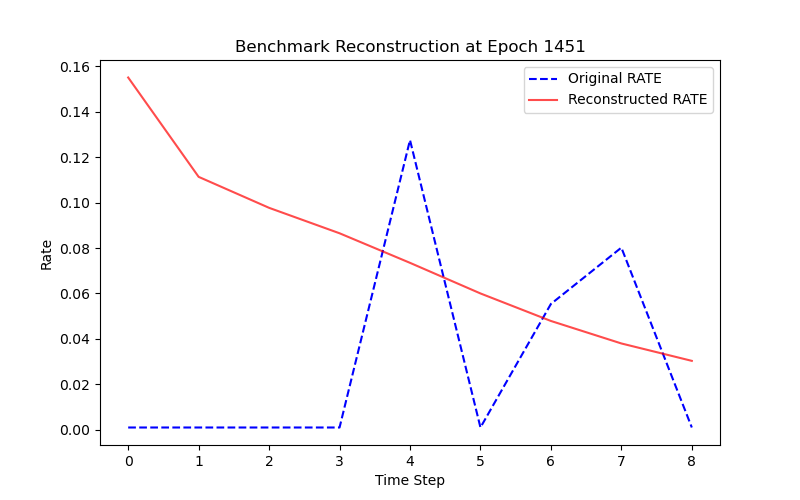 Benchmark Reconstruction at Epoch 1451
Original RATE
Reconstructed RATE
0.16
0.14
0.12
0.10
0.08
0.06
0.04
0.02
0.00
Rate
0 1 2 3 4 5 6 7 8
Time Step